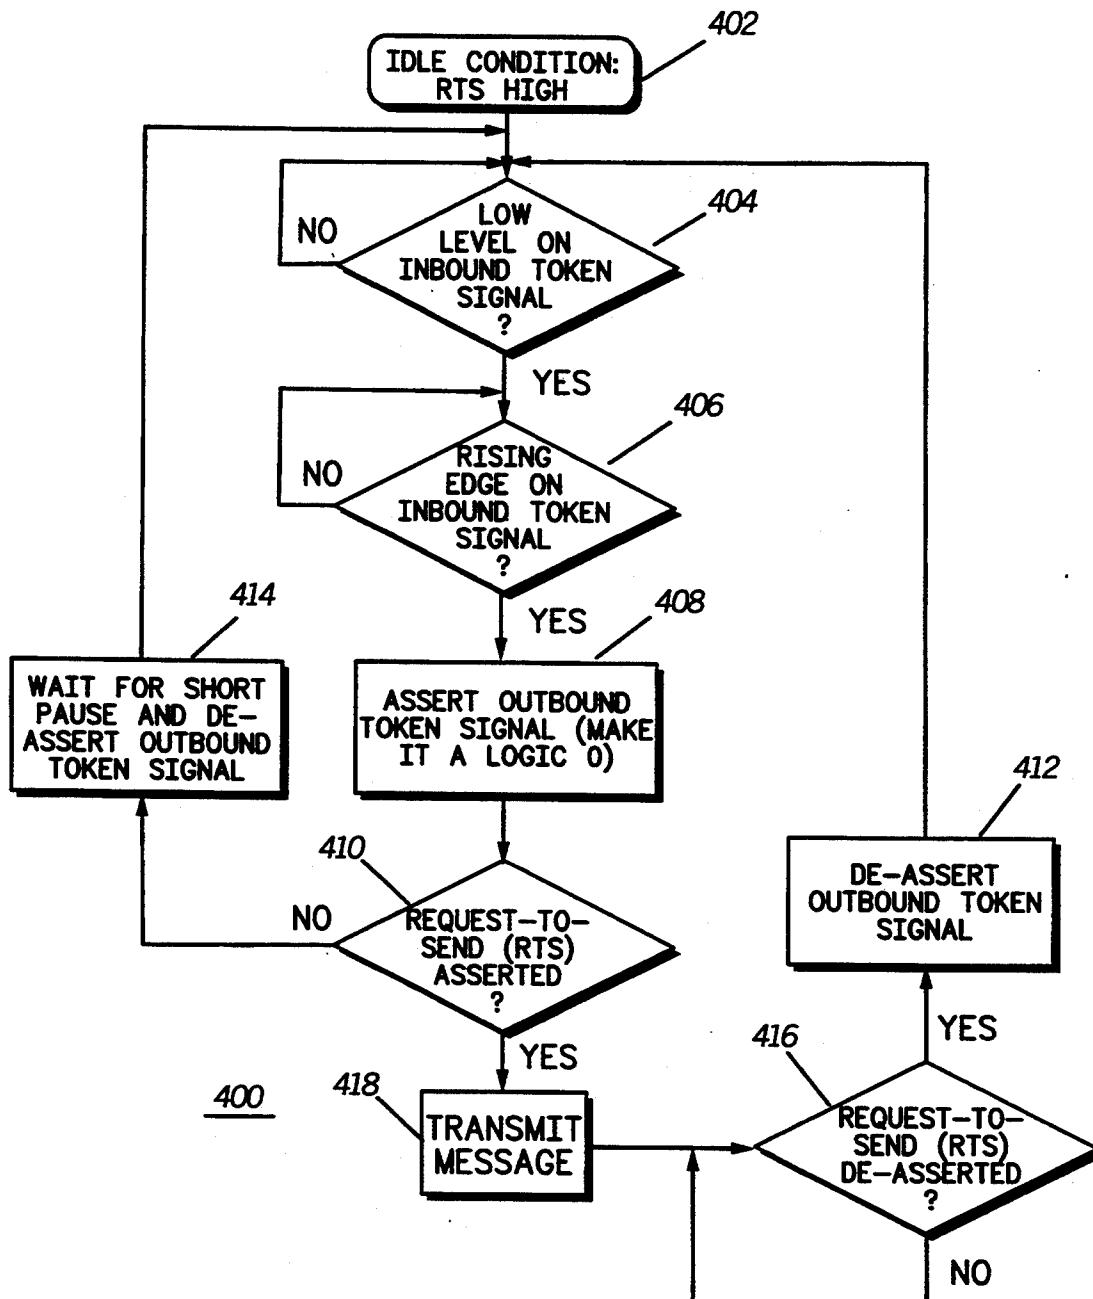 402
IDLE CONDITION:
RTS HIGH
404
LOW
LEVEL ON
INBOUND TOKEN
SIGNAL
?
NO
YES
406
RISING
EDGE ON
INBOUND TOKEN
SIGNAL
?
NO
YES
408
ASSERT OUTBOUND
TOKEN SIGNAL (MAKE
IT A LOGIC 0)
414
WAIT FOR SHORT
PAUSE AND DE-
ASSERT OUTBOUND
TOKEN SIGNAL
410
REQUEST-TO-
SEND (RTS)
ASSERTED
?
NO
YES
412
DE-ASSERT
OUTBOUND TOKEN
SIGNAL
418
TRANSMIT
MESSAGE
416
REQUEST-TO-
SEND (RTS)
DE-ASSERTED
?
YES
NO
400